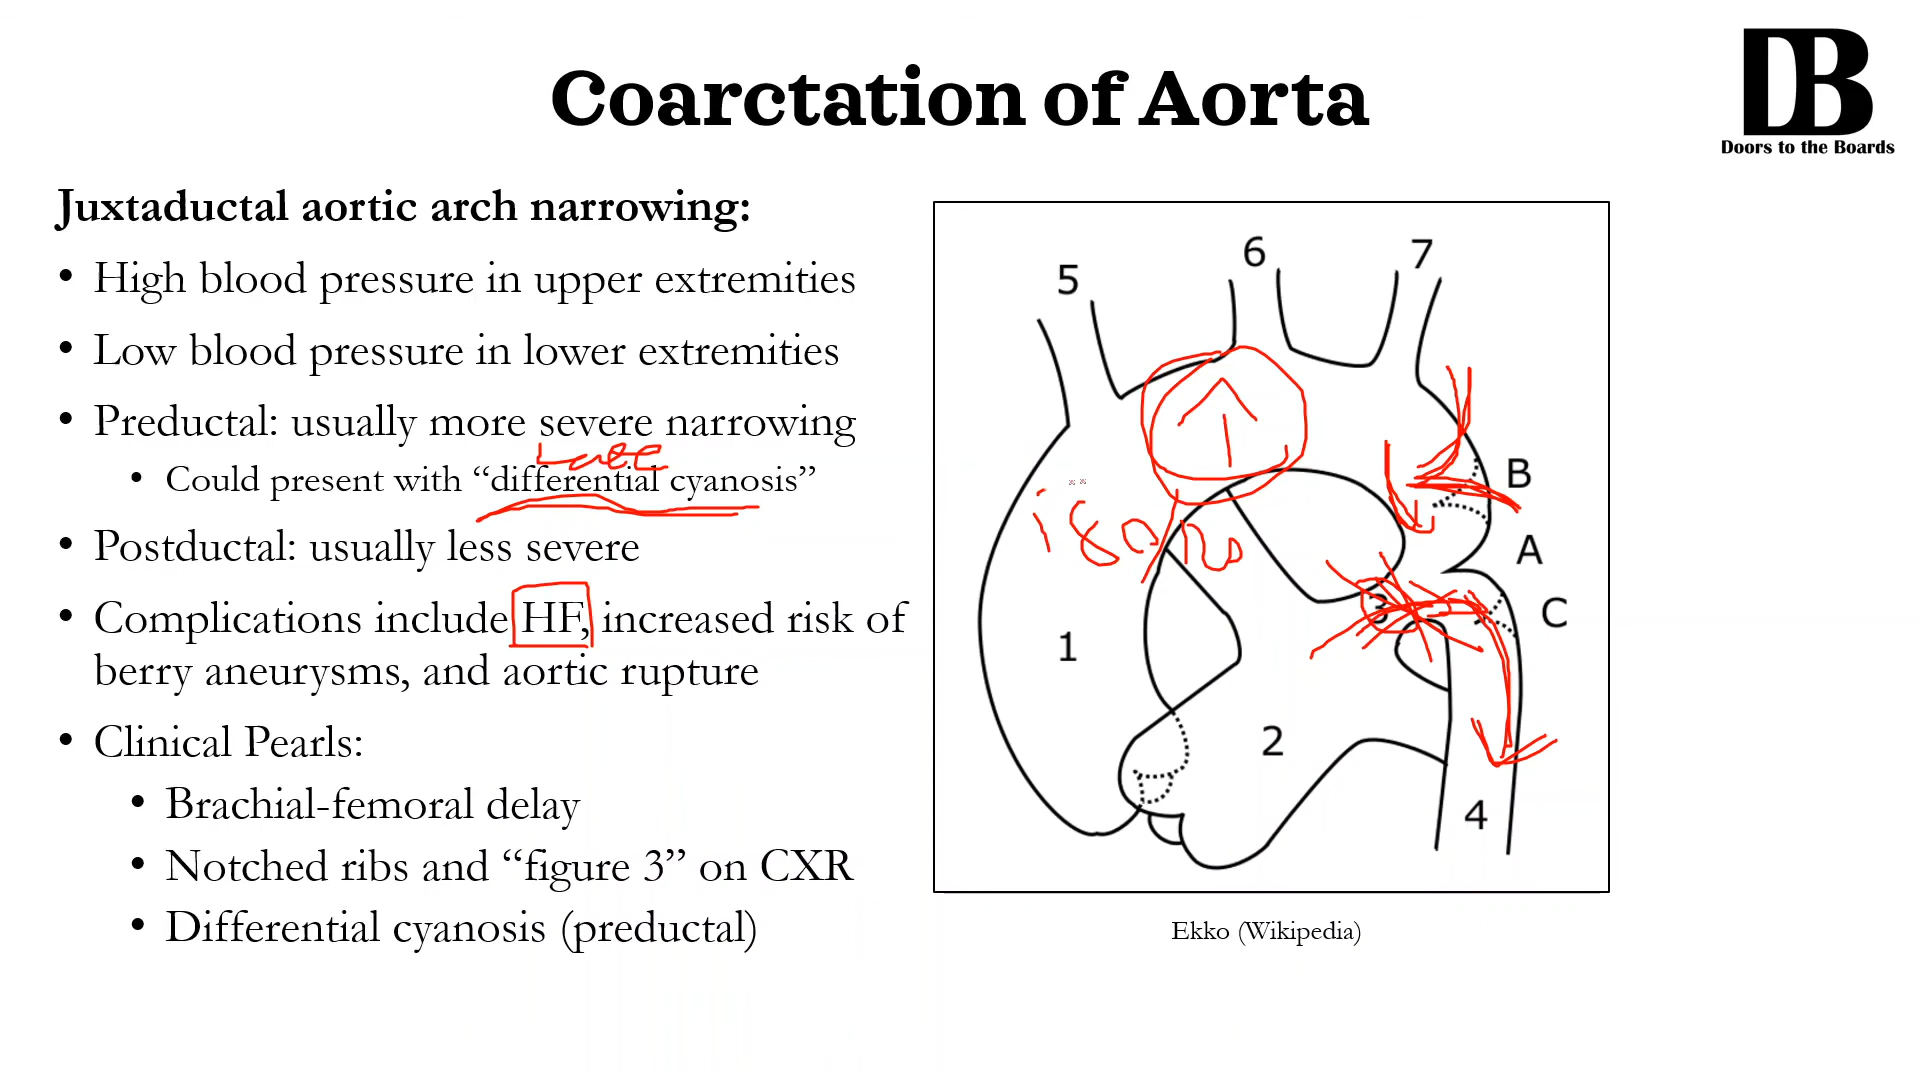 Coarctation of Aorta
DB
Doors to the Boards
Juxtaductal aortic arch narrowing:
• High blood pressure in upper extremities
• Low blood pressure in lower extremities
• Preductal: usually more severe narrowing
Late
• Could present with “differential cyanosis”
• Postductal: usually less severe
• Complications include HF, increased risk of
berry aneurysms, and aortic rupture
• Clinical Pearls:
• Brachial-femoral delay
• Notched ribs and “figure 3” on CXR
• Differential cyanosis (preductal)
5
6
7
B
A
3
C
1
2
4
Ekko (Wikipedia)